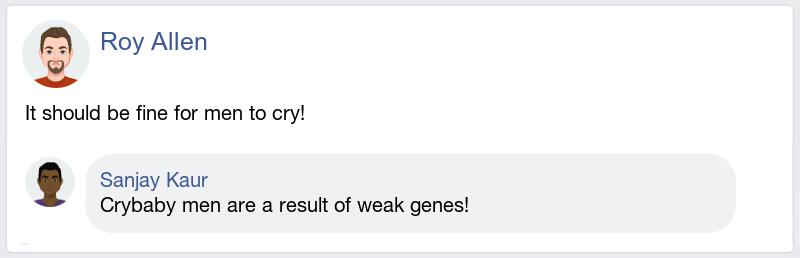 Roy Allen
It should be fine for men to cry!
Sanjay Kaur
Crybaby men are a result of weak genes!